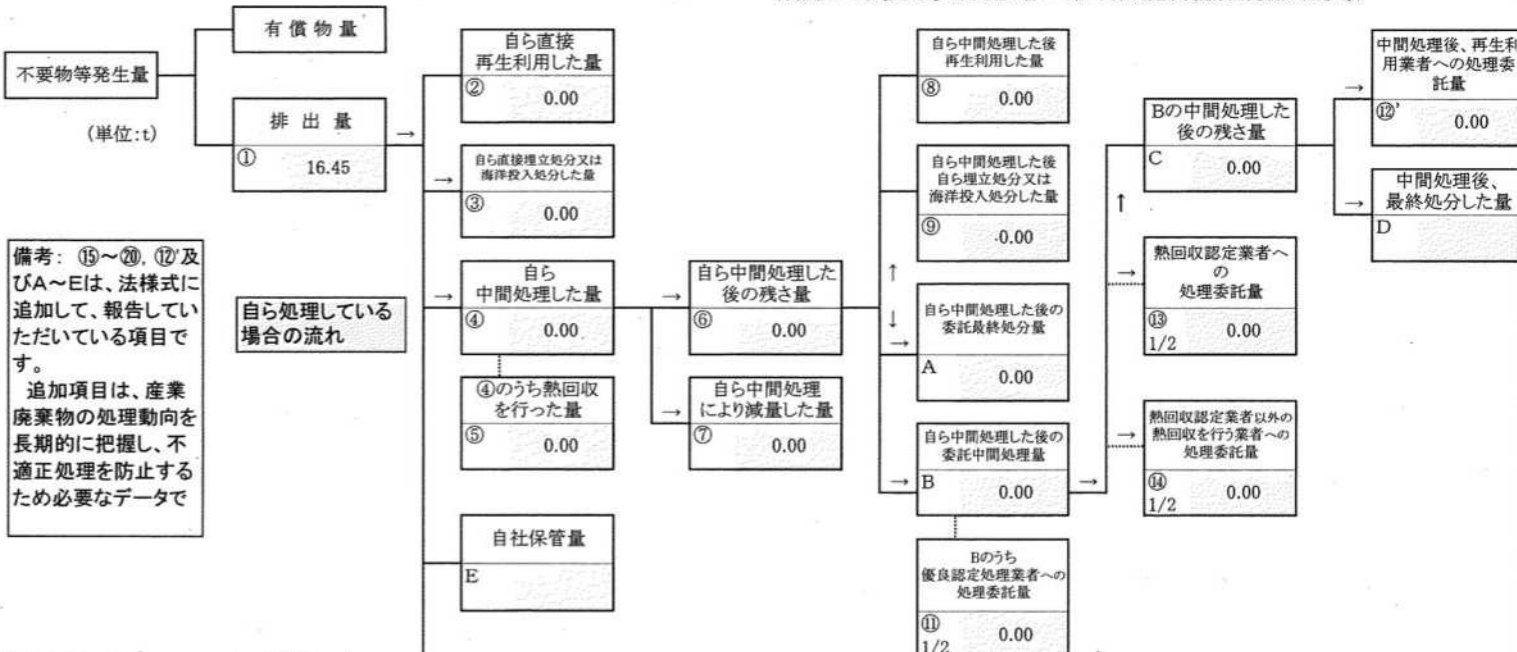 不要物等発生量
(単位:t)
有償物量
排出量
①
16.45
備考: ⑮～⑳, ⑫'及
びA～Eは、法様式に
追加して、報告してい
ただいている項目で
す。
追加項目は、産業
廃棄物の処理動向を
長期的に把握し、不
適正処理を防止する
ため必要なデータで
自ら処理している
場合の流れ
自ら直接
再生利用した量
②
0.00
自ら直接埋立処分又は
海洋投入処分した量
③
0.00
自ら
中間処理した量
④
0.00
④のうち熱回収
を行った量
⑤
0.00
自社保管量
E
自ら中間処理した
後の残さ量
⑥
0.00
自ら中間処理
により減量した量
⑦
0.00
自ら中間処理した後
再生利用した量
⑧
0.00
自ら中間処理した後
自ら埋立処分又は
海洋投入処分した量
⑨
0.00
自ら中間処理した後の
委託最終処分量
A
0.00
自ら中間処理した後の
委託中間処理量
B
0.00
Bのうち
優良認定処理業者への
処理委託量
⑪
1/2
0.00
Bの中間処理した
後の残さ量
C
0.00
熱回収認定業者へ
の
処理委託量
⑬
1/2
0.00
熱回収認定業者以外の
熱回収を行う業者への
処理委託量
⑭
1/2
0.00
中間処理後、再生利
用業者への処理委
託量
⑫'
0.00
中間処理後、
最終処分した量
D